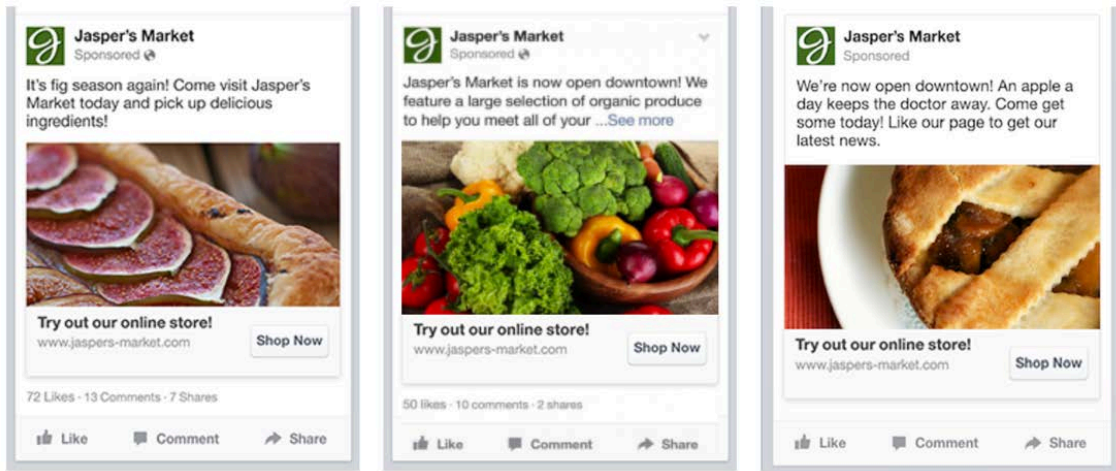 Jasper's Market
Sponsored
It's fig season again! Come visit Jasper's
Market today and pick up delicious
ingredients!
Try out our online store!
www.jaspers-market.com
Shop Now
72 Likes · 13 Comments · 7 Shares
Like
Comment
Share
Jasper's Market
Sponsored
Jasper's Market is now open downtown! We
feature a large selection of organic produce
to help you meet all of your ...See more
Try out our online store!
www.jaspers-market.com
Shop Now
50 likes · 10 comments · 2 shares
Like
Comment
Share
Jasper's Market
Sponsored
We're now open downtown! An apple a
day keeps the doctor away. Come get
some today! Like our page to get our
latest news.
Try out our online store!
www.jaspers-market.com
Shop Now
Like
Comment
Share